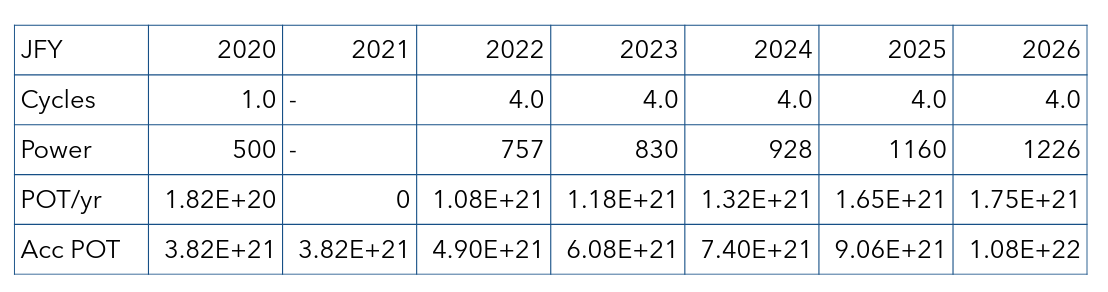 JFY 2020 2021 2022 2023 2024 2025 2026
Cycles 1.0 - 4.0 4.0 4.0 4.0 4.0
Power 500 - 757 830 928 1160 1226
POT/yr 1.82E+20 0 1.08E+21 1.18E+21 1.32E+21 1.65E+21 1.75E+21
Acc POT 3.82E+21 3.82E+21 4.90E+21 6.08E+21 7.40E+21 9.06E+21 1.08E+22